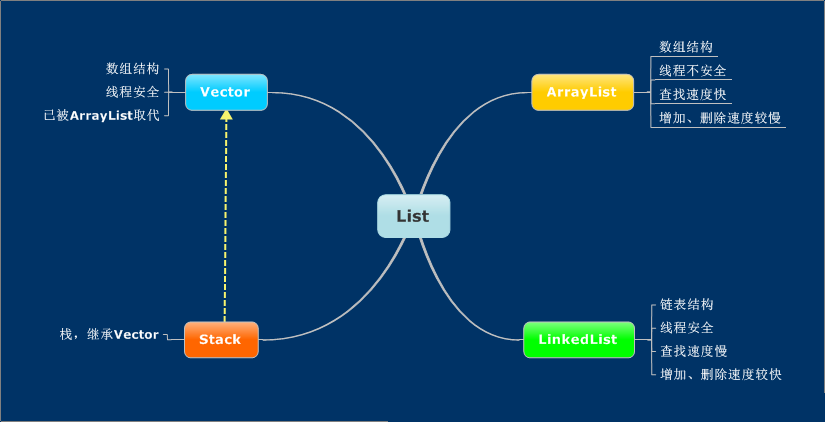 数组结构
线程安全
已被ArrayList取代
Vector
ArrayList
数组结构
线程不安全
查找速度快
增加、删除速度较慢
List
栈，继承Vector
Stack
LinkedList
链表结构
线程安全
查找速度慢
增加、删除速度较快